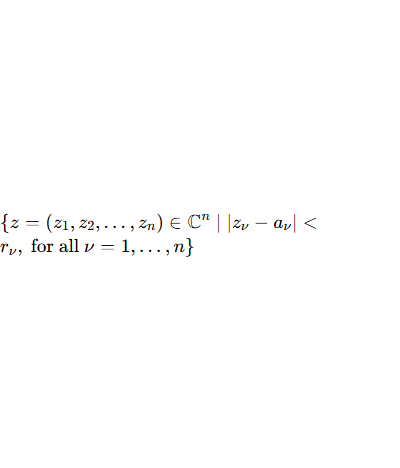 {z = (z₁, z₂, . . . , zₙ) ∈ ℂⁿ | |z_ν − a_ν| <
r_ν, for all ν = 1, . . . , n}